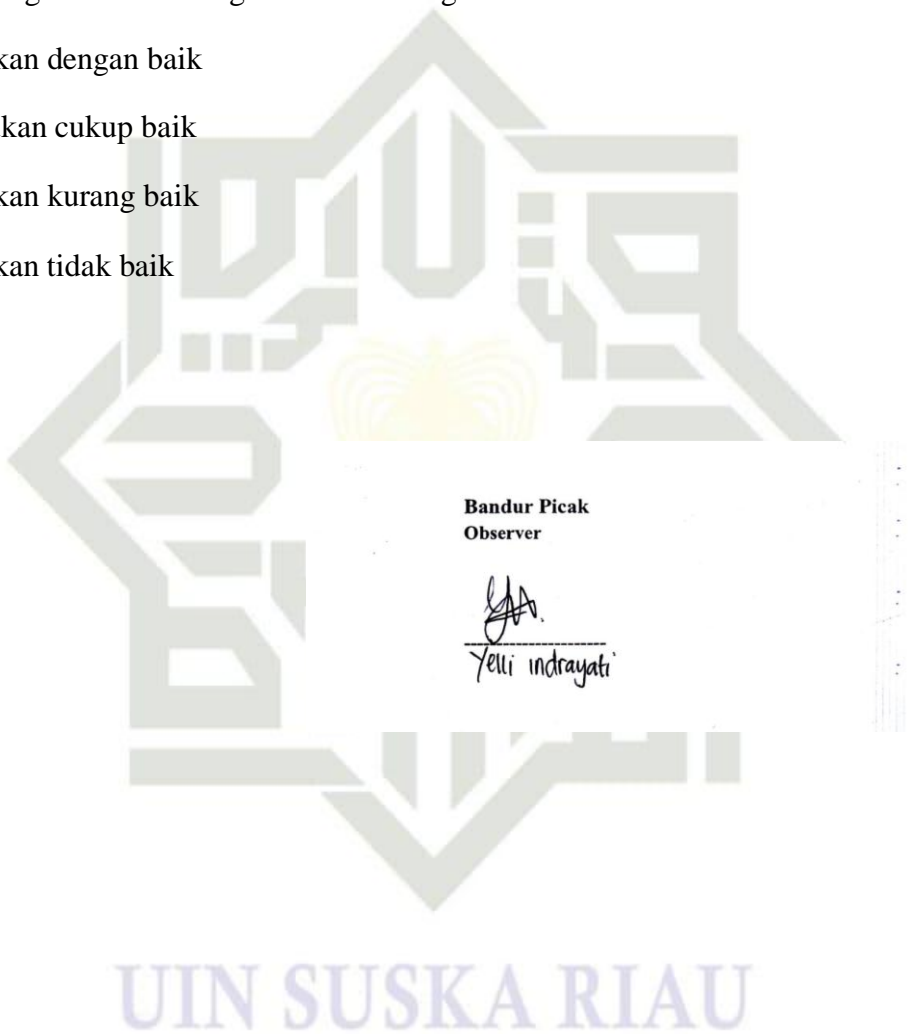 kan dengan baik
kan cukup baik
kan kurang baik
kan tidak baik
Bandur Picak
Observer
Yelli indrayati
UIN SUSKA RIAU